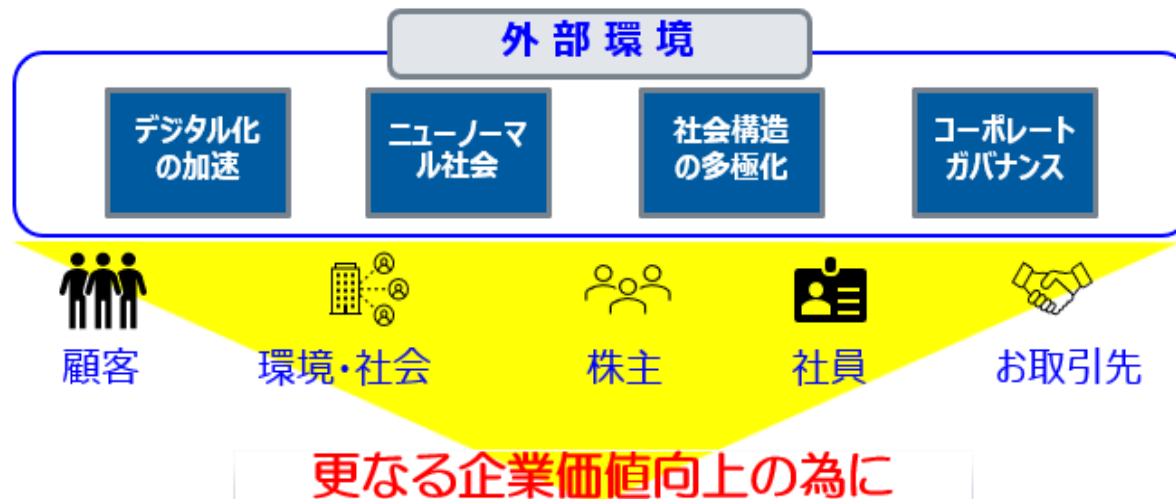 外部環境
デジタル化
の加速
ニューノーマ
ル社会
社会構造
の多極化
コーポレート
ガバナンス
顧客
環境・社会
株主
社員
お取引先
更なる企業価値向上の為に